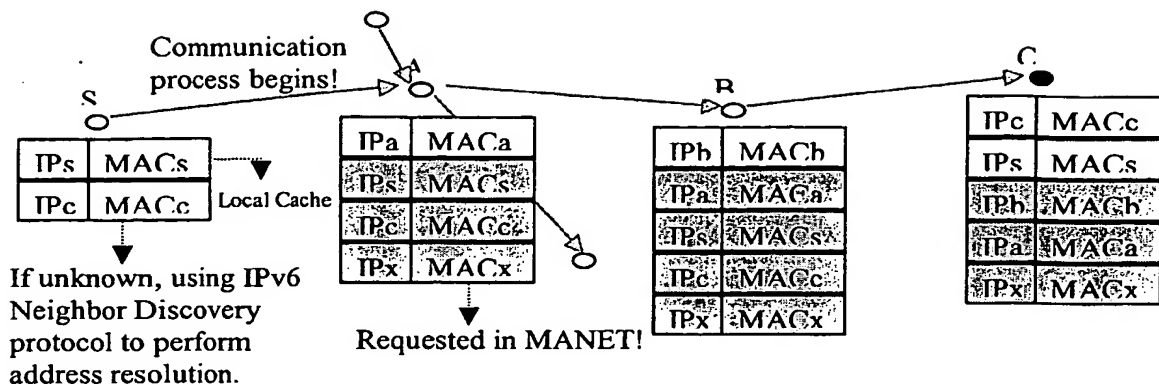 Communication
process begins!
S
A
B
C
IPs MACs
IPc MACc
Local Cache
If unknown, using IPv6
Neighbor Discovery
protocol to perform
address resolution.
IPa MACa
IPs MACs
IPc MACc
IPx MACx
Requested in MANET!
IPb MACb
IPa MACa
IPs MACs
IPc MACc
IPx MACx
IPc MACc
IPs MACs
IPb MACb
IPa MACa
IPx MACx